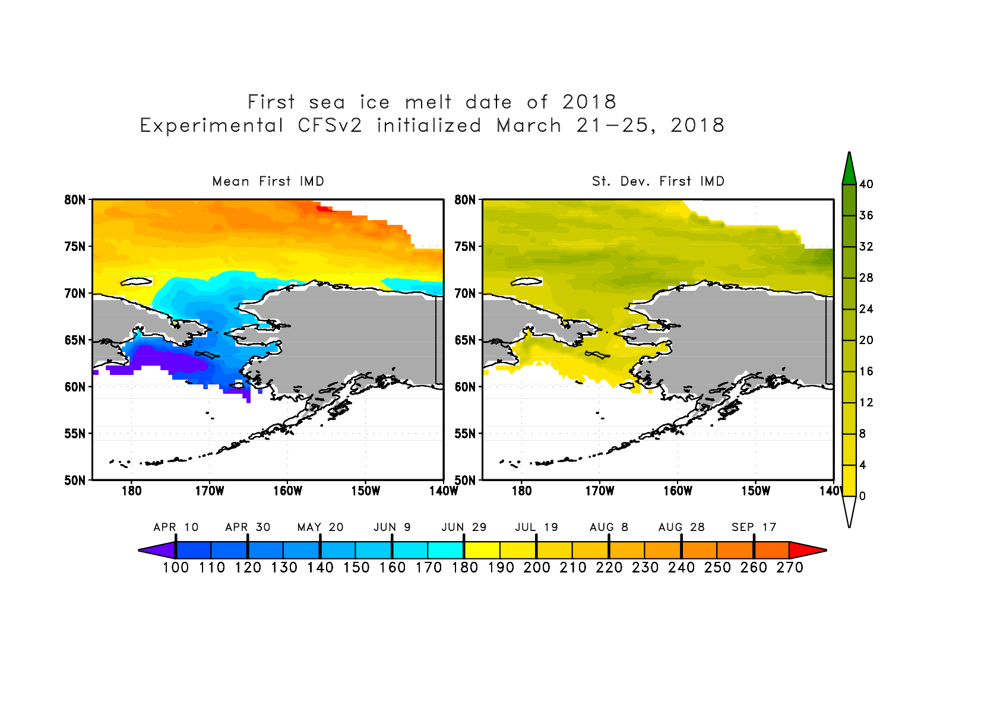 First sea ice melt date of 2018
Experimental CFSv2 initialized March 21-25, 2018
Mean First IMD
St. Dev. First IMD
80N
75N
70N
65N
60N
55N
50N
180
170W
160W
150W
140W
80N
75N
70N
65N
60N
55N
50N
180
170W
160W
150W
140W
40
36
32
28
24
20
16
12
8
4
0
APR 10 APR 30 MAY 20 JUN 9 JUN 29 JUL 19 AUG 8 AUG 28 SEP 17
100 110 120 130 140 150 160 170 180 190 200 210 220 230 240 250 260 270